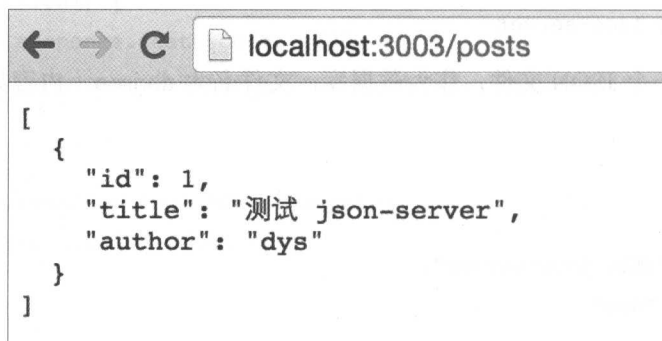 localhost:3003/posts
[
  {
    "id": 1,
    "title": "测试 json-server",
    "author": "dys"
  }
]